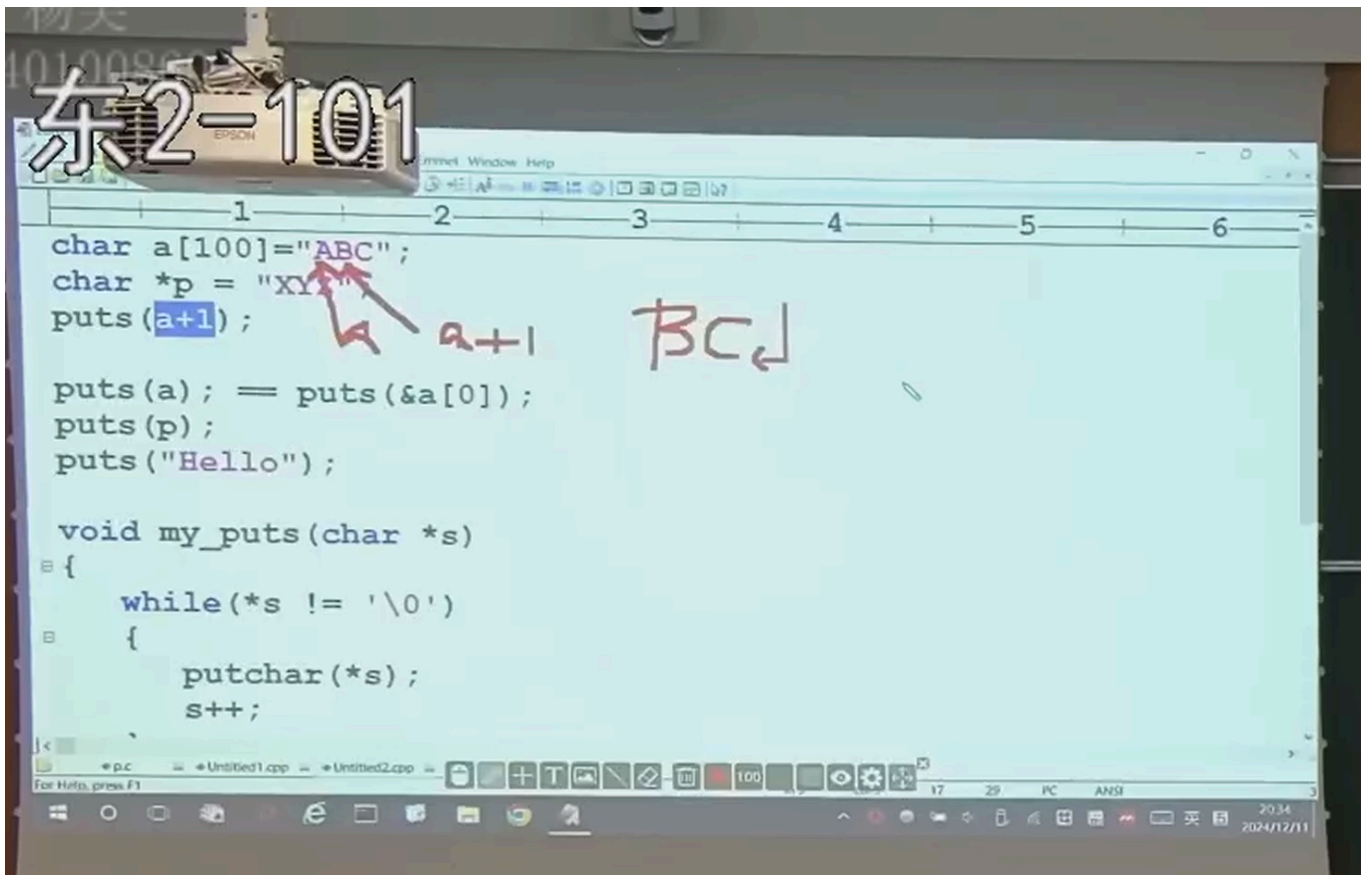 东2-101
EPSON
Window Help
1 2 3 4 5 6
char a[100]="ABC";
char *p = "XYZ";
puts(a+1);
a a+1 BC↲
puts(a); == puts(&a[0]);
puts(p);
puts("Hello");
void my_puts(char *s)
{
while(*s != '\0')
{
putchar(*s);
s++;
p.c Untitled1.cpp Untitled2.cpp
T 100
For Help, press F1
17 29 PC ANSI
英
20:34
2024/12/11